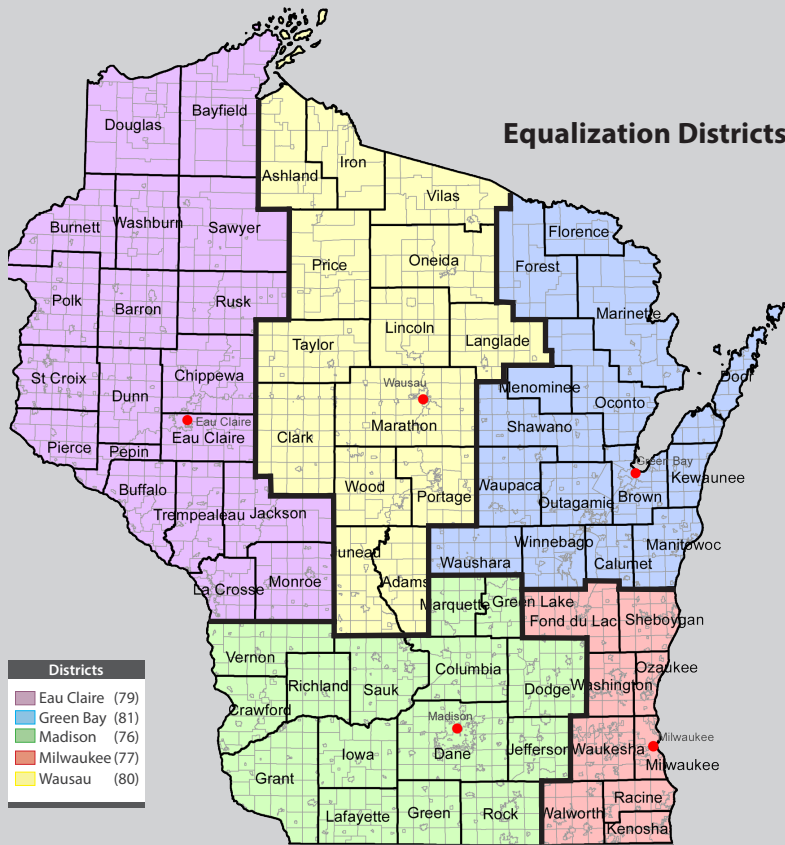 Equalization Districts
Bayfield
Douglas
Iron
Ashland
Vilas
Washburn
Burnett
Sawyer
Florence
Oneida
Price
Forest
Polk
Rusk
Barron
Marinette
Lincoln
Langlade
Taylor
St Croix
Chippewa
Door
Wausau
Menominee
Dunn
Oconto
Eau Claire
Marathon
Shawano
Eau Claire
Clark
Pierce
Pepin
Green Bay
Kewaunee
Waupaca
Wood
Buffalo
Portage
Brown
Outagamie
Trempealeau
Jackson
Winnebago
Manitowoc
Juneau
Waushara
Calumet
Monroe
Adams
La Crosse
Marquette
Green Lake
Fond du Lac
Sheboygan
Vernon
Columbia
Ozaukee
Richland
Sauk
Dodge
Washington
Crawford
Madison
Milwaukee
Iowa
Dane
Jefferson
Waukesha
Milwaukee
Grant
Racine
Lafayette
Green
Rock
Walworth
Kenosha
Districts
Eau Claire (79)
Green Bay (81)
Madison (76)
Milwaukee (77)
Wausau (80)